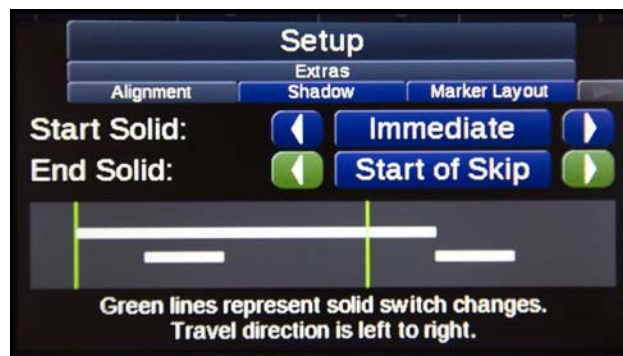 Setup
Extras
Alignment Shadow Marker Layout
Start Solid: Immediate
End Solid: Start of Skip
Green lines represent solid switch changes.
Travel direction is left to right.